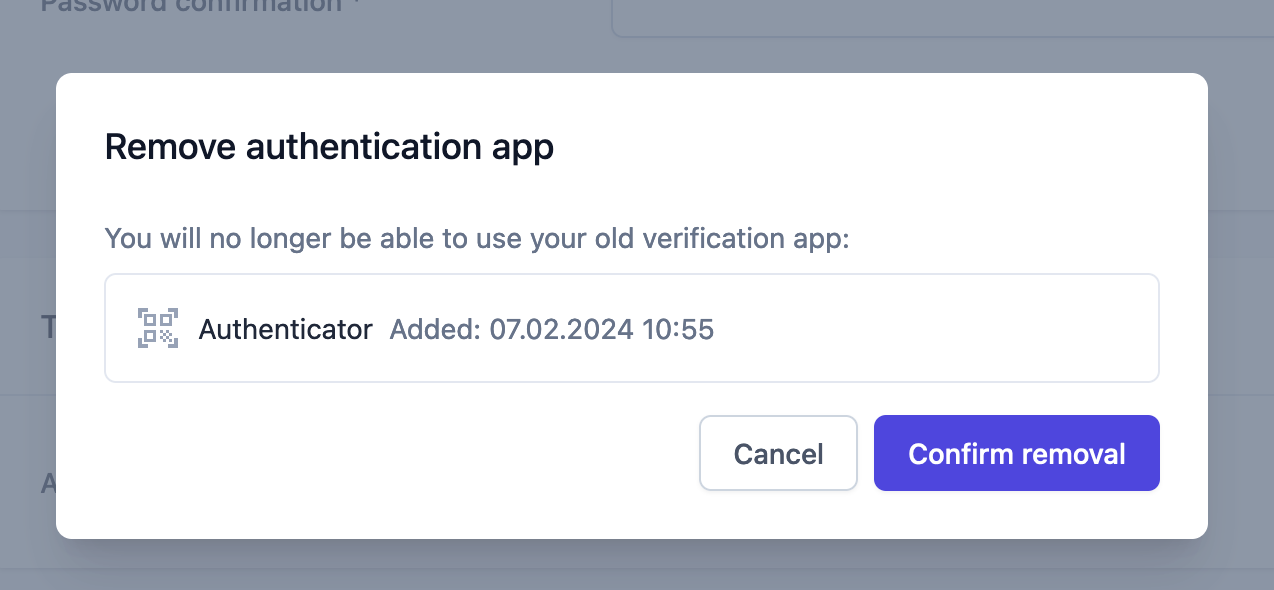 Password confirmation *
Remove authentication app
You will no longer be able to use your old verification app:
Authenticator Added: 07.02.2024 10:55
Cancel Confirm removal